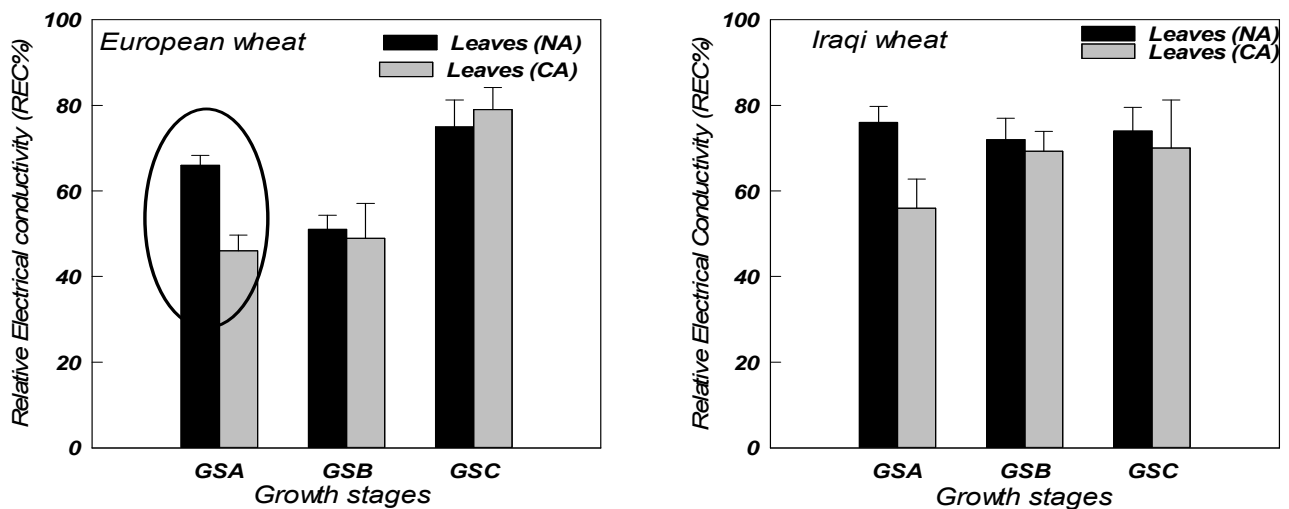 European wheat
Leaves (NA)
Leaves (CA)
Relative Electrical conductivity (REC%)
100
80
60
40
20
0
GSA GSB GSC
Growth stages
Iraqi wheat
Leaves (NA)
Leaves (CA)
Relative Electrical Conductivity (REC%)
100
80
60
40
20
0
GSA GSB GSC
Growth stages